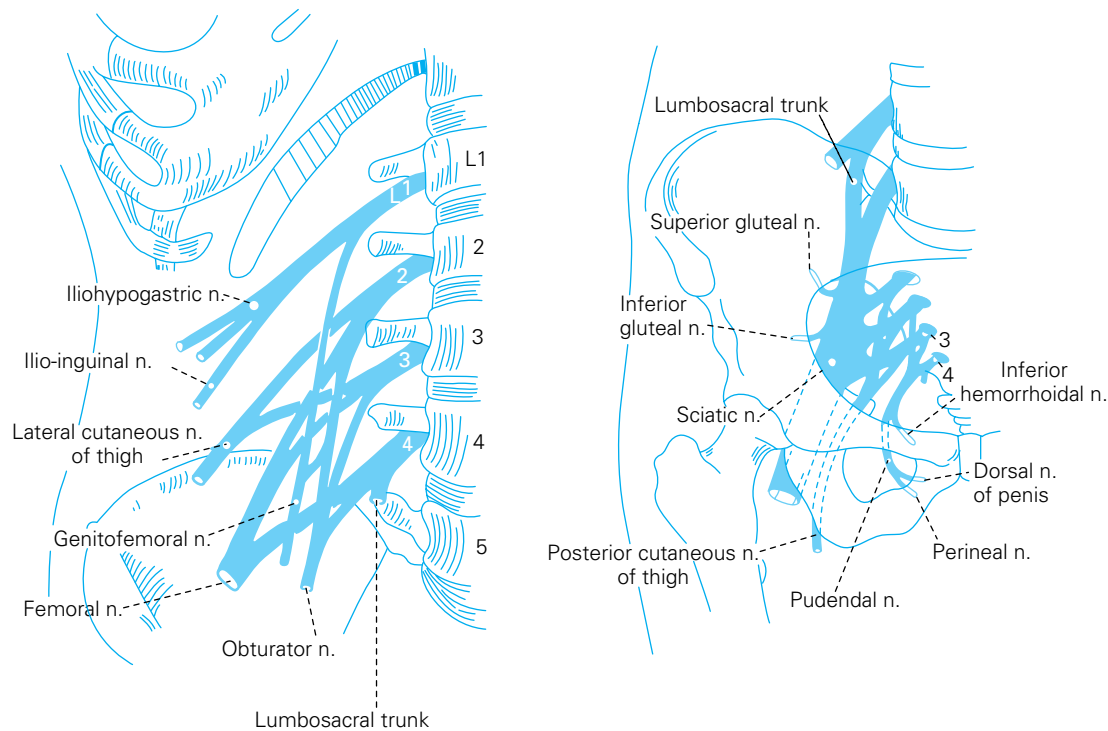 L1
L1
2
2
Iliohypogastric n.
3
3
Ilio-inguinal n.
Lateral cutaneous n.
of thigh
4
4
Genitofemoral n.
5
Femoral n.
Obturator n.
Lumbosacral trunk
Lumbosacral trunk
Superior gluteal n.
Inferior
gluteal n.
3
4
Inferior
hemorrhoidal n.
Sciatic n.
Dorsal n.
of penis
Posterior cutaneous n.
of thigh
Perineal n.
Pudendal n.